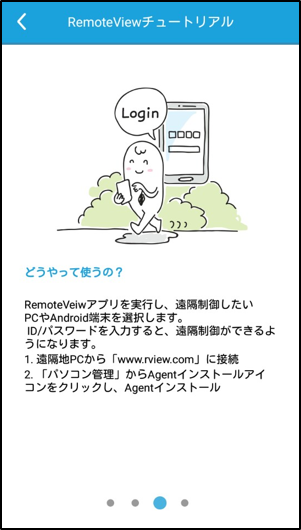 RemoteViewチュートリアル
Login
どうやって使うの？
RemoteVeiwアプリを実行し、遠隔制御したい
PCやAndroid端末を選択します。
ID/パスワードを入力すると、遠隔制御ができるよ
うになります。
1. 遠隔地PCから「www.rview.com」に接続
2. 「パソコン管理」からAgentインストールアイ
コンをクリックし、Agentインストール